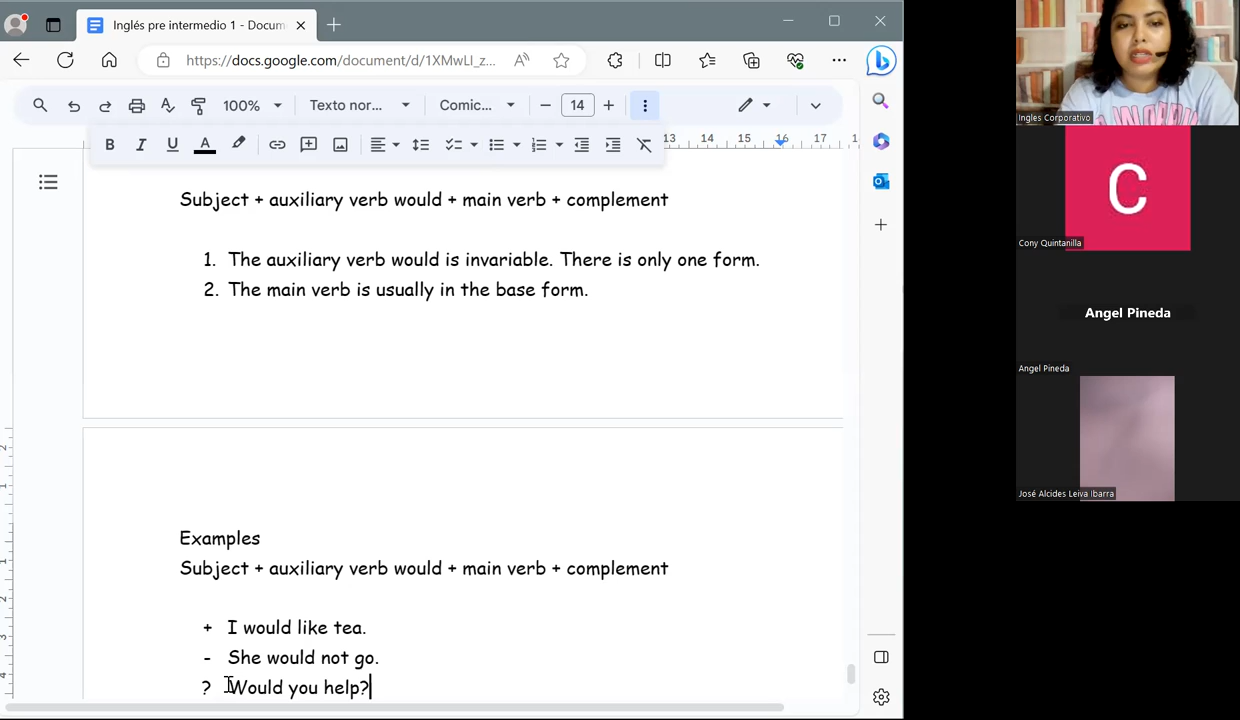 Inglés pre intermedio 1 - Docum
https://docs.google.com/document/d/1XMwLI_z...
100%
Texto nor...
Comic...
14
13 14 15 16 17
Subject + auxiliary verb would + main verb + complement
1. The auxiliary verb would is invariable. There is only one form.
2. The main verb is usually in the base form.
Examples
Subject + auxiliary verb would + main verb + complement
+ I would like tea.
- She would not go.
? Would you help?
Ingles Corporativo
C
Cony Quintanilla
Angel Pineda
Angel Pineda
José Alcides Leiva Ibarra